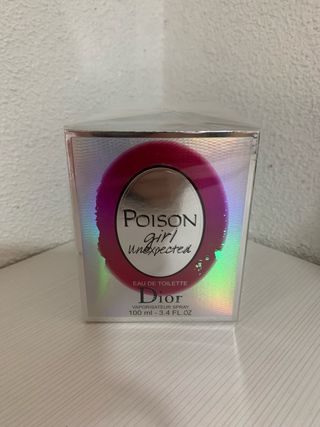 POISON
girl
unexpected
EAU DE TOILETTE
Dior
VAPORISATEUR SPRAY
100 ml - 3.4 FL.OZ